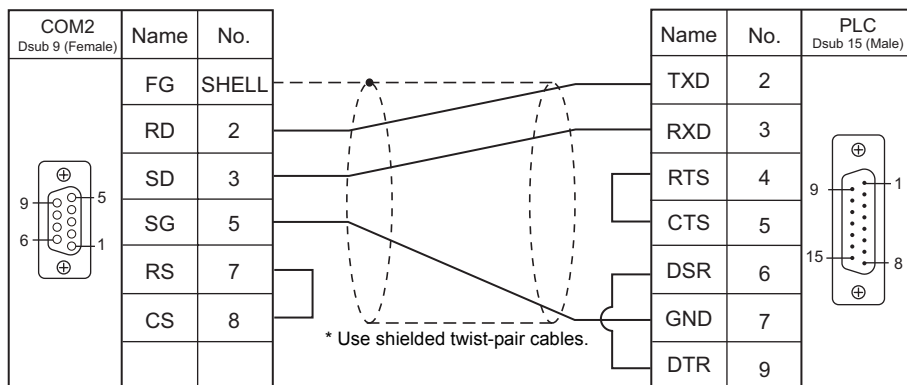 COM2
Dsub 9 (Female)
Name No.
FG SHELL
RD 2
SD 3
SG 5
RS 7
CS 8
9
5
6
1
* Use shielded twist-pair cables.
Name No.
PLC
Dsub 15 (Male)
TXD 2
RXD 3
RTS 4
CTS 5
DSR 6
GND 7
DTR 9
9
1
15
8